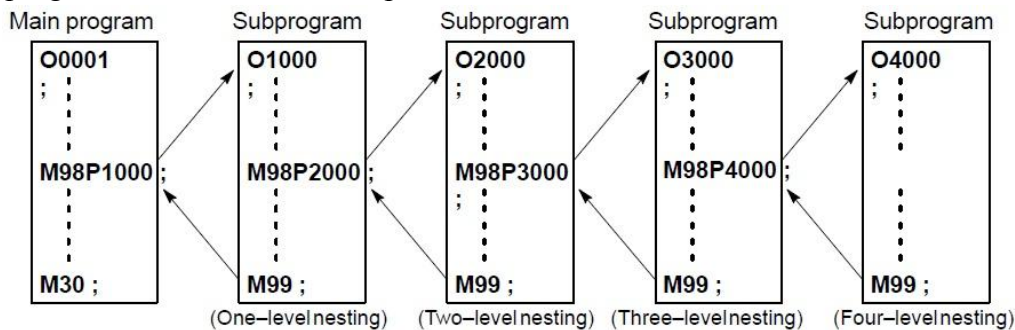 Main program
O0001
;
M98P1000 ;
M30 ;
Subprogram
O1000
;
M98P2000 ;
M99 ;
(One–level nesting)
Subprogram
O2000
;
M98P3000
;
M99 ;
(Two–level nesting)
Subprogram
O3000
;
M98P4000 ;
M99 ;
(Three–level nesting)
Subprogram
O4000
;
M99 ;
(Four–level nesting)